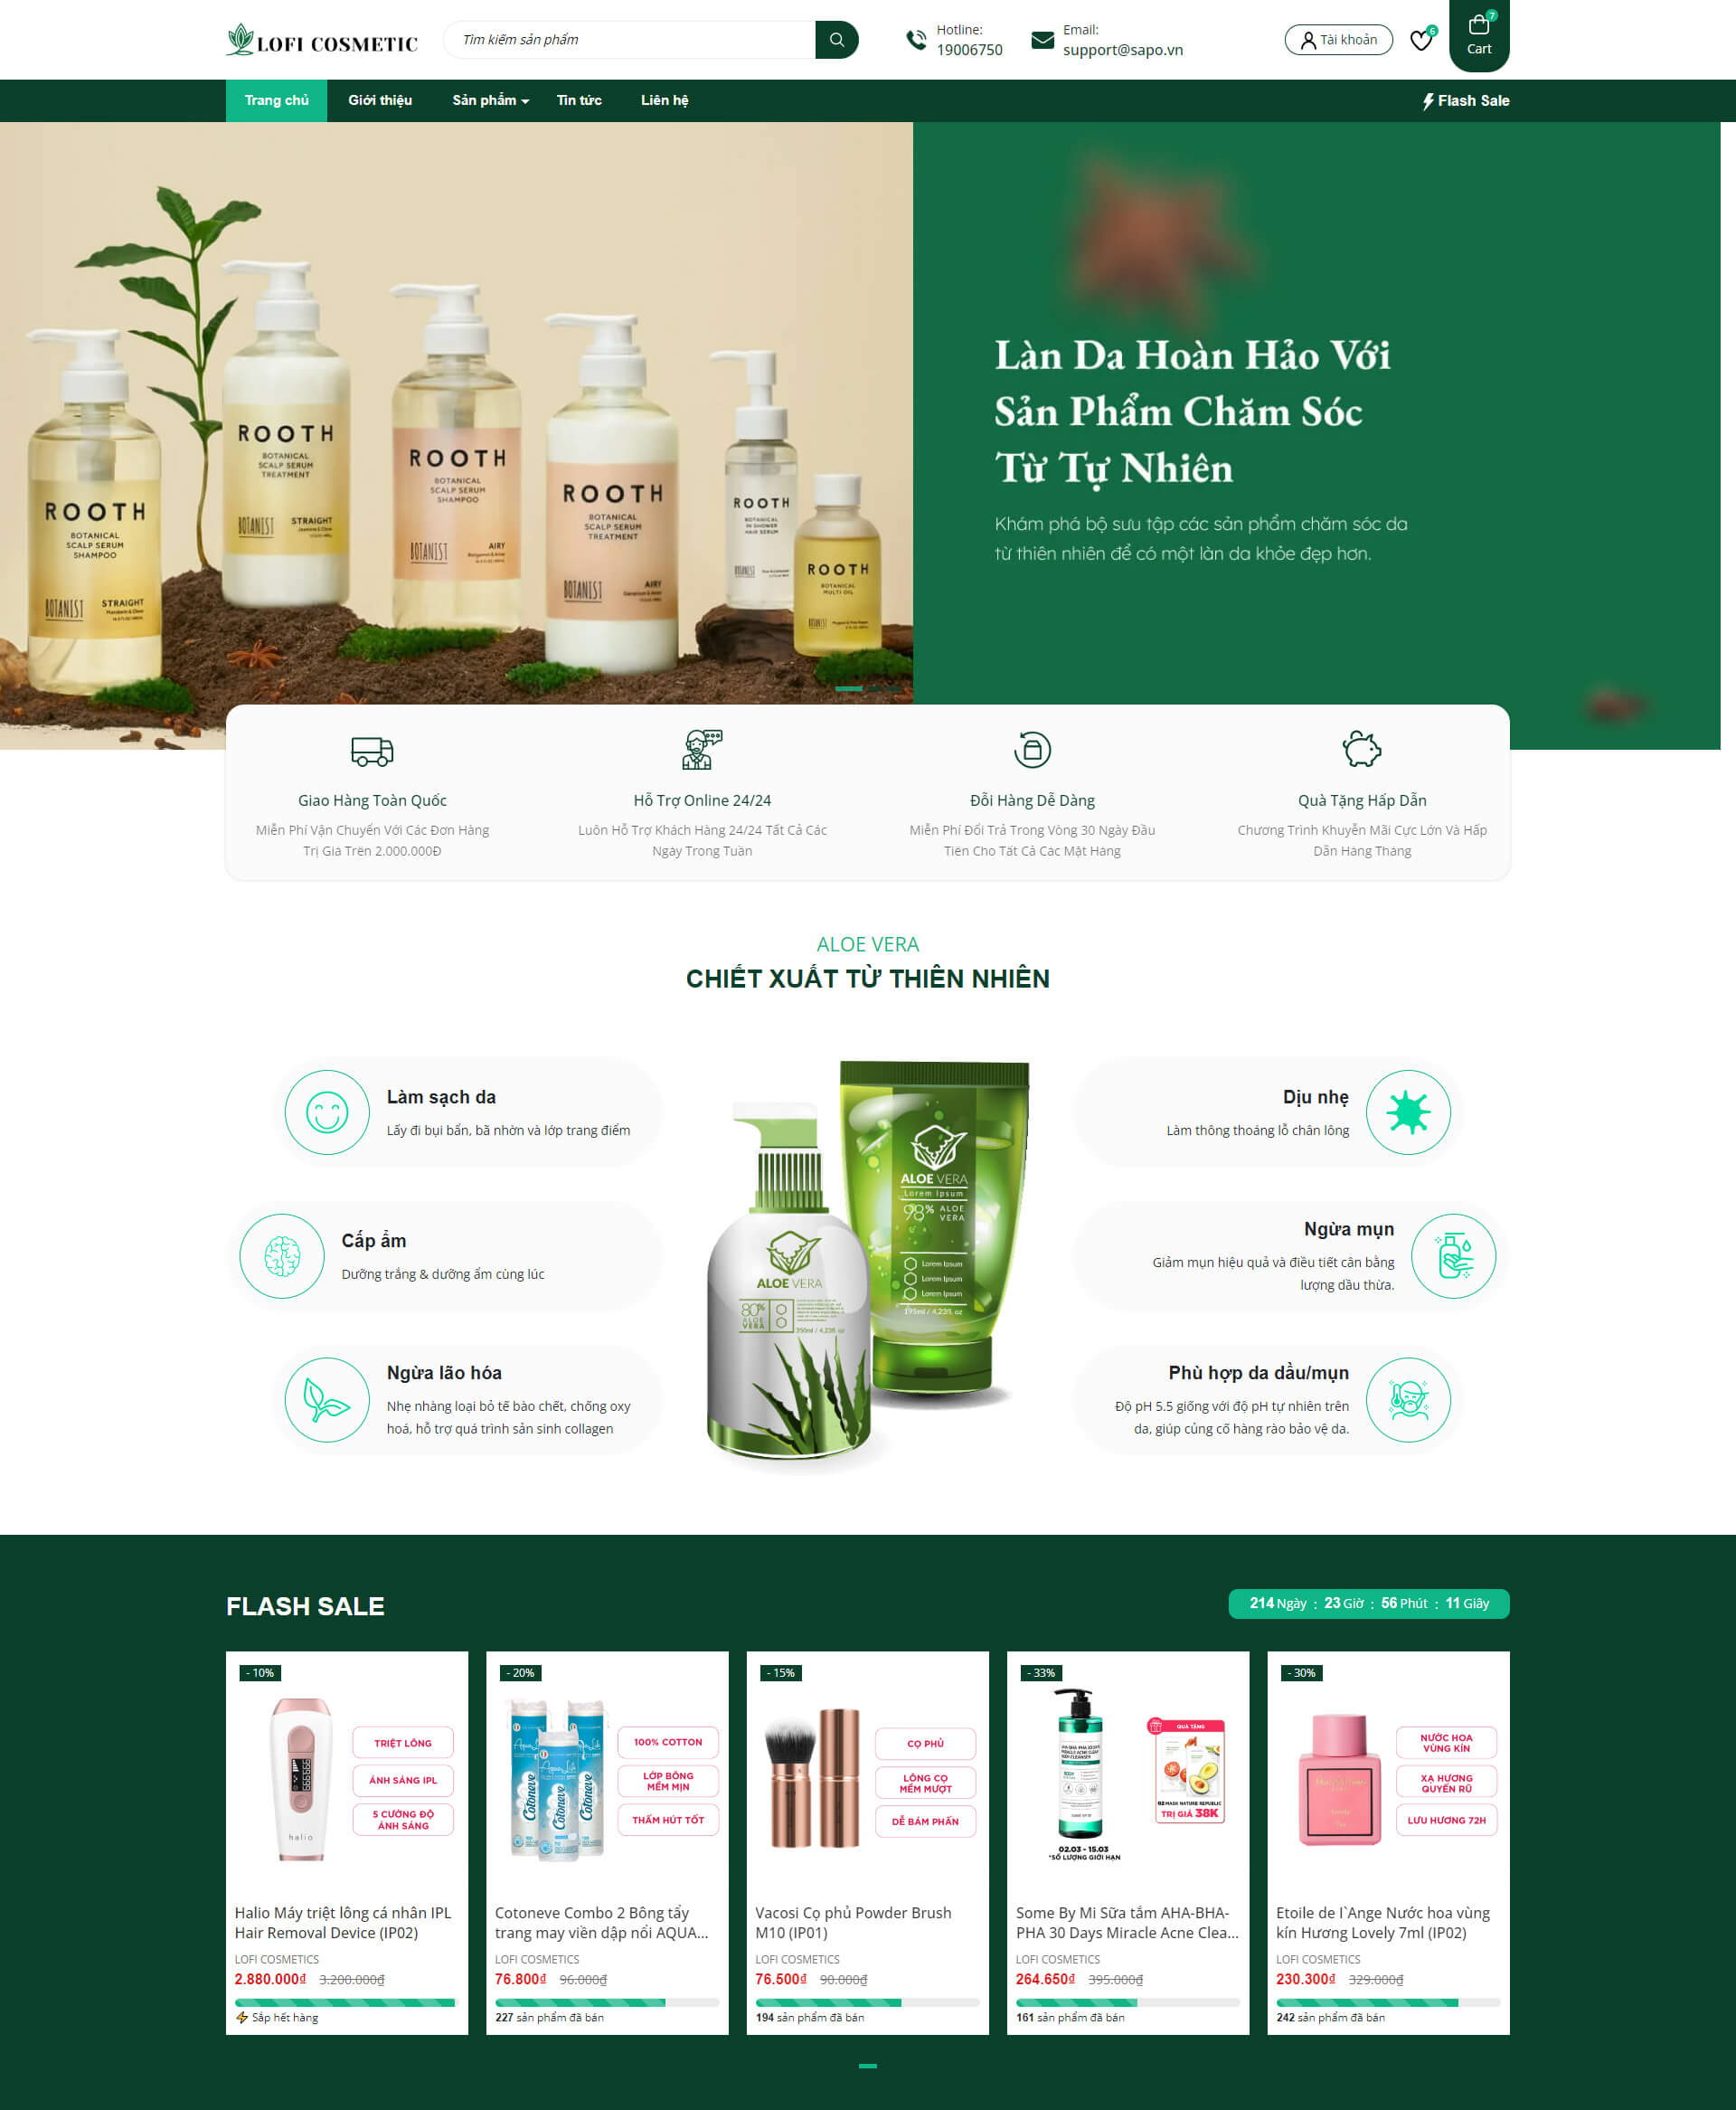 LOFI COSMETIC
Tìm kiếm sản phẩm
Hotline:
19006750
Email:
support@sapo.vn
Tài khoản
6
7
Cart
Trang chủ
Giới thiệu
Sản phẩm
Tin tức
Liên hệ
Flash Sale
ROOTH
BOTANICAL
SCALP SERUM
SHAMPOO
BOTANIST
STRAIGHT
ROOTH
BOTANICAL
SCALP SERUM
TREATMENT
BOTANIST
STRAIGHT
ROOTH
BOTANICAL
SCALP SERUM
SHAMPOO
BOTANIST
AIRY
ROOTH
BOTANICAL
SCALP SERUM
TREATMENT
BOTANIST
AIRY
ROOTH
BOTANICAL
IN SHOWER
HAIR SERUM
BOTANIST
ROOTH
BOTANICAL
MULTI OIL
BOTANIST
Làn Da Hoàn Hảo Với
Sản Phẩm Chăm Sóc
Từ Tự Nhiên
Khám phá bộ sưu tập các sản phẩm chăm sóc da
từ thiên nhiên để có một làn da khỏe đẹp hơn.
Giao Hàng Toàn Quốc
Miễn Phí Vận Chuyển Với Các Đơn Hàng
Trị Giá Trên 2.000.000Đ
Hỗ Trợ Online 24/24
Luôn Hỗ Trợ Khách Hàng 24/24 Tất Cả Các
Ngày Trong Tuần
Đổi Hàng Dễ Dàng
Miễn Phí Đổi Trả Trong Vòng 30 Ngày Đầu
Tiên Cho Tất Cả Các Mặt Hàng
Quà Tặng Hấp Dẫn
Chương Trình Khuyến Mãi Cực Lớn Và Hấp
Dẫn Hàng Tháng
ALOE VERA
CHIẾT XUẤT TỪ THIÊN NHIÊN
Làm sạch da
Lấy đi bụi bẩn, bã nhờn và lớp trang điểm
Cấp ẩm
Dưỡng trắng & dưỡng ẩm cùng lúc
Ngừa lão hóa
Nhẹ nhàng loại bỏ tế bào chết, chống oxy
hoá, hỗ trợ quá trình sản sinh collagen
ALOE VERA
Lorem Ipsum
98% ALOE
VERA
Lorem Ipsum
Lorem Ipsum
Lorem Ipsum
195ml / 4.22fl. oz
ALOE VERA
80%
ALOE
VERA
250ml / 4.23fl. oz
Dịu nhẹ
Làm thông thoáng lỗ chân lông
Ngừa mụn
Giảm mụn hiệu quả và điều tiết cân bằng
lượng dầu thừa.
Phù hợp da dầu/mụn
Độ pH 5.5 giống với độ pH tự nhiên trên
da, giúp củng cố hàng rào bảo vệ da.
FLASH SALE
214 Ngày : 23 Giờ : 56 Phút : 11 Giây
- 10%
TRIỆT LÔNG
ÁNH SÁNG IPL
5 CƯỜNG ĐỘ
ÁNH SÁNG
halio
Halio Máy triệt lông cá nhân IPL
Hair Removal Device (IP02)
LOFI COSMETICS
2.880.000₫ 3.200.000₫
Sắp hết hàng
- 20%
Cotoneve
Cotoneve
Cotoneve
100% COTTON
LỚP BÔNG
MỀM MỊN
THẤM HÚT TỐT
Cotoneve Combo 2 Bông tẩy
trang may viền dập nổi AQUA...
LOFI COSMETICS
76.800₫ 96.000₫
227 sản phẩm đã bán
- 15%
CỌ PHỦ
LÔNG CỌ
MỀM MƯỢT
DỄ BÁM PHẤN
Vacosi Cọ phủ Powder Brush
M10 (IP01)
LOFI COSMETICS
76.500₫ 90.000₫
194 sản phẩm đã bán
- 33%
QUÀ TẶNG
02 MASK NATURE REPUBLIC
TRỊ GIÁ 38K
02.03 - 15.03
*SỐ LƯỢNG GIỚI HẠN
Some By Mi Sữa tắm AHA-BHA-
PHA 30 Days Miracle Acne Clea...
LOFI COSMETICS
264.650₫ 395.000₫
161 sản phẩm đã bán
- 30%
NƯỚC HOA
VÙNG KÍN
XẠ HƯƠNG
QUYẾN RŨ
LƯU HƯƠNG 72H
Etoile de l`Ange Nước hoa vùng
kín Hương Lovely 7ml (IP02)
LOFI COSMETICS
230.300₫ 329.000₫
242 sản phẩm đã bán